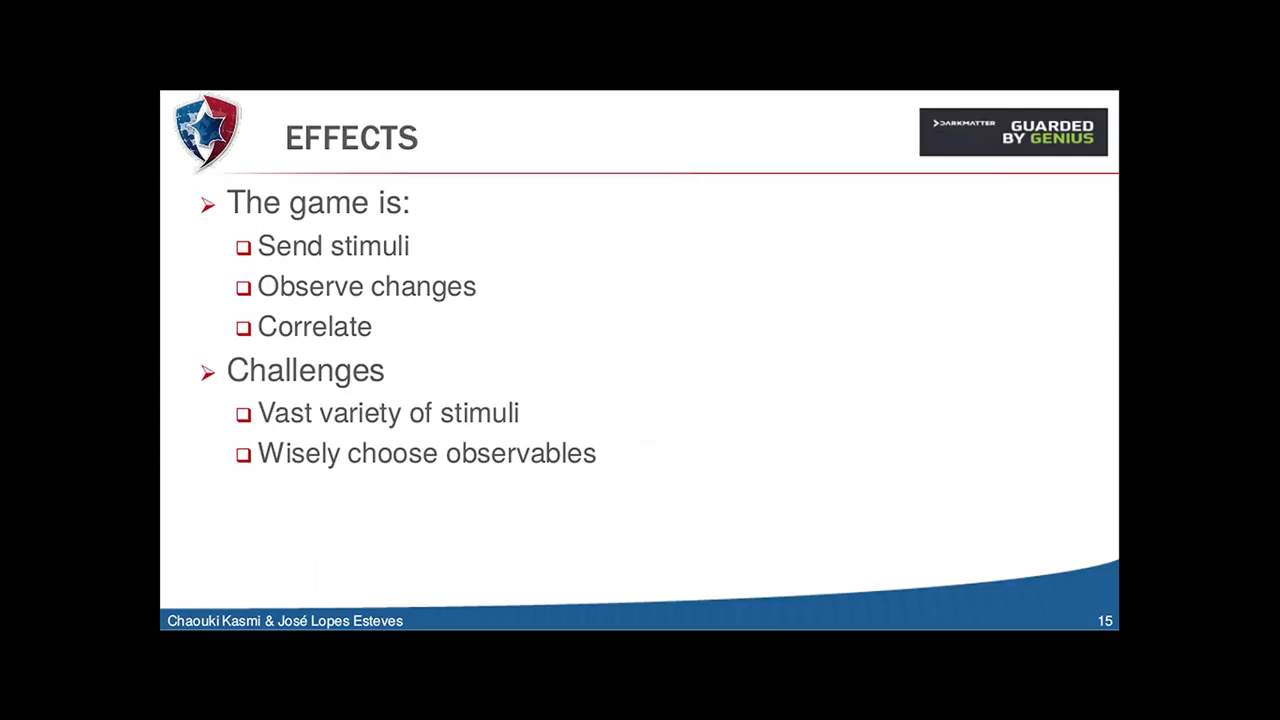 EFFECTS
DARKMATTER
GUARDED
BY GENIUS
The game is:
Send stimuli
Observe changes
Correlate
Challenges
Vast variety of stimuli
Wisely choose observables
Chaouki Kasmi & José Lopes Esteves
15